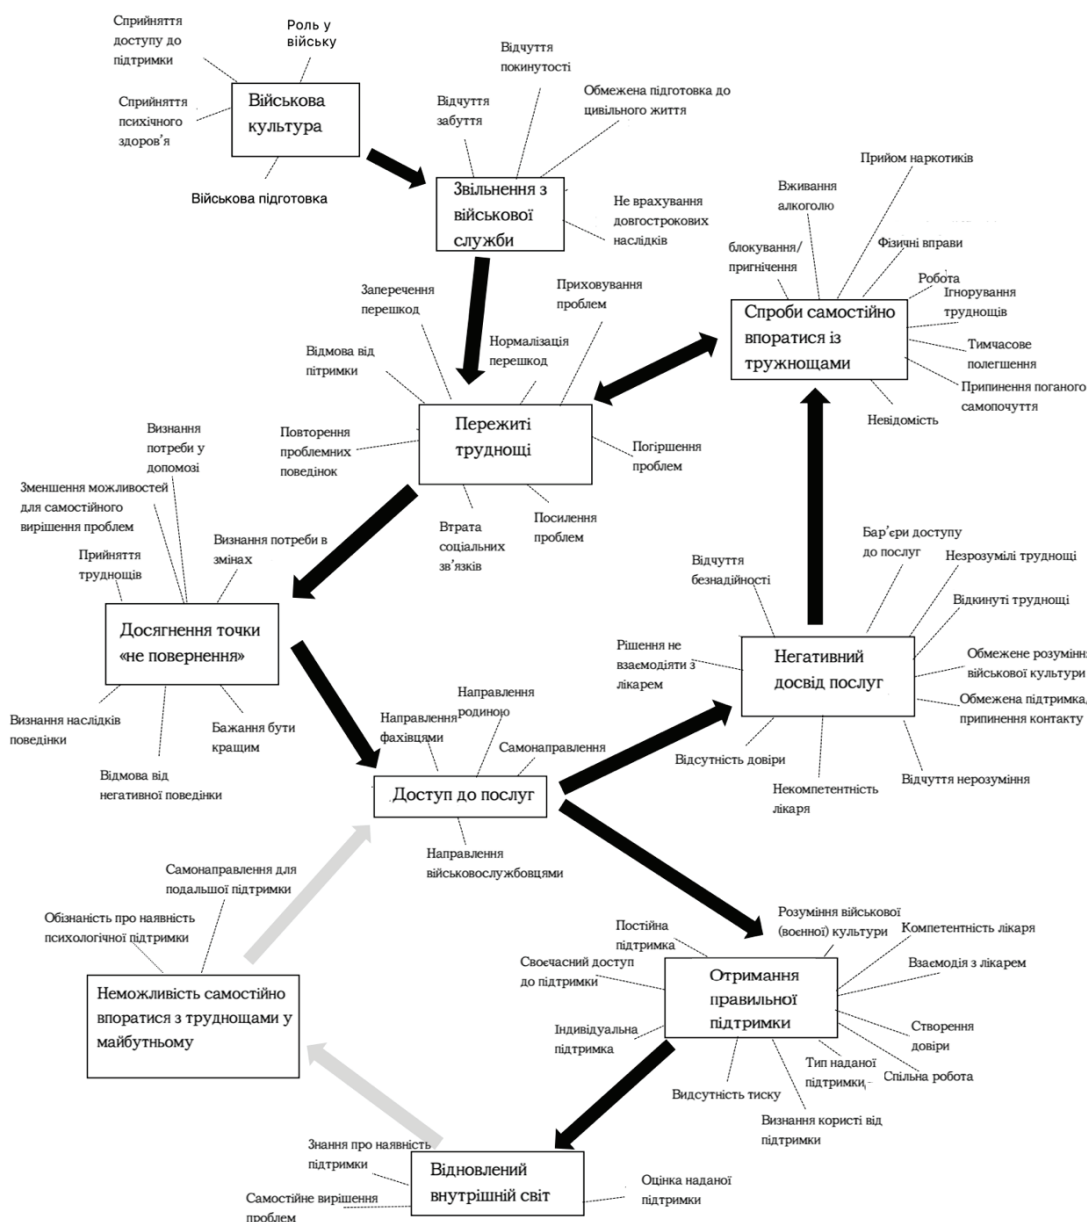 Сприйняття
доступу до
підтримки
Роль у
війську
Сприйняття
психічного
здоров’я
Військова
культура
Військова підготовка
Відчуття
покинутості
Відчуття
забуття
Обмежена підготовка до
цивільного життя
Звільнення з
військової
служби
Не врахування
довгострокових
наслідків
Прийом наркотиків
Вживання
алкоголю
блокування/
пригнічення
Фізичні вправи
Робота
Ігнорування
труднощів
Тимчасове
полегшення
Припинення поганого
самопочуття
Невідомість
Спроби самостійно
впоратися із
тружнощами
Заперечення
перешкод
Приховування
проблем
Нормалізація
перешкод
Відмова від
пітримки
Повторення
проблемних
поведінок
Пережиті
труднощі
Погіршення
проблем
Втрата
соціальних
зв’язків
Посилення
проблем
Визнання
потреби у
допомозі
Зменшення можливостей
для самостійного
вирішення проблем
Визнання потреби в
змінах
Прийняття
труднощів
Досягнення точки
«не повернення»
Визнання наслідків
поведінки
Відмова від
негативної поведінки
Бажання бути
кращим
Бар’єри доступу
до послуг
Незрозумілі труднощі
Відчуття
безнадійності
Відкинуті труднощі
Рішення не
взаємодіяти з
лікарем
Негативний
досвід послуг
Обмежене розумінн
військової культури
Обмежена підтримка,
припинення контакту
Відсутність довіри
Некомпетентність
лікаря
Відчуття нерозуміння
Направлення
фахівцями
Направлення
родиною
Самонаправлення
Доступ до послуг
Направлення
військовослужбовцями
Самонаправлення для
подальшої підтримки
Обізнаність про наявність
психологічної підтримки
Неможливість самостійно
впоратися з труднощами у
майбутньому
Постійна
підтримка
Розуміння військової
(воєнної) культури
Компетентність лікаря
Своєчасний доступ
до підтримки
Взаємодія з лікарем
Отримання
правильної
підтримки
Індивідуальна
підтримка
Створення
довіри
Тип наданої
підтримки
Спільна робота
Видсутність тиску
Визнання користі від
підтримки
Знання про наявність
підтримки
Самостійне вирішення
проблем
Відновлений
внутрішній світ
Оцінка наданої
підтримки